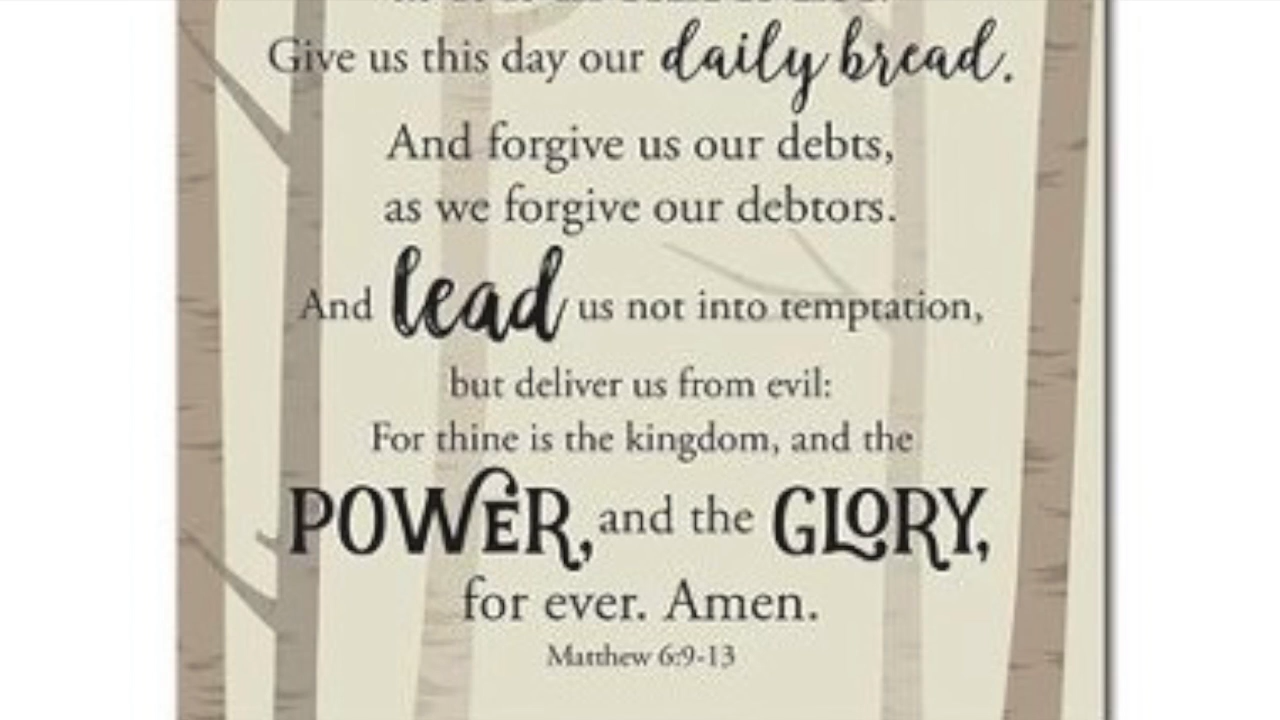 Give us this day our daily bread.
And forgive us our debts,
as we forgive our debtors.
And lead us not into temptation,
but deliver us from evil:
For thine is the kingdom, and the
POWER, and the GLORY,
for ever. Amen.
Matthew 6:9-13